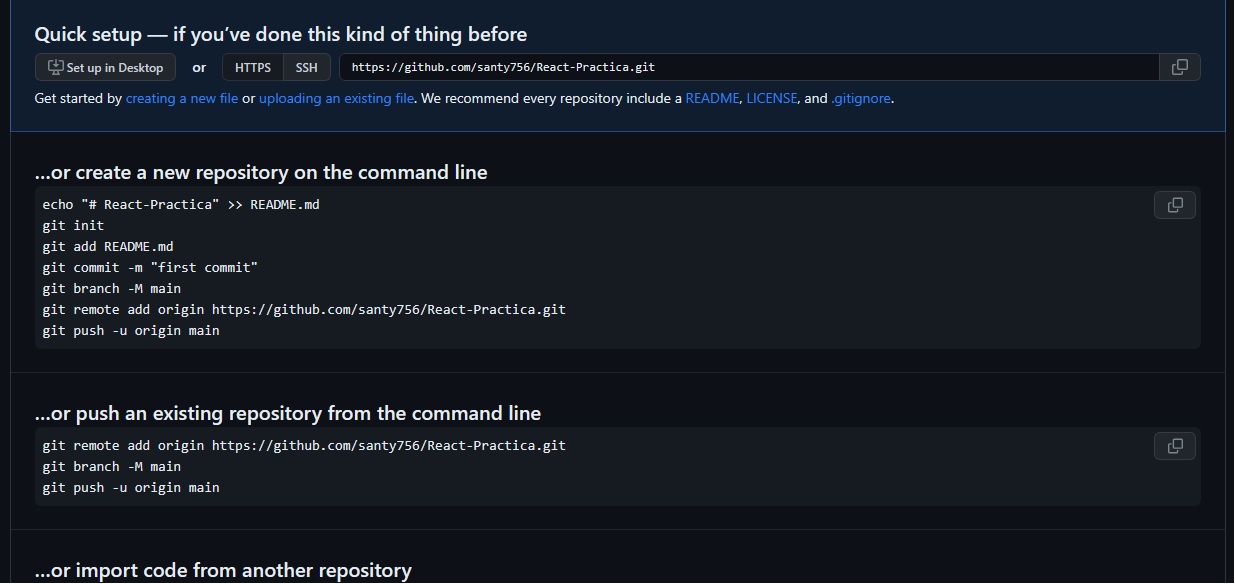 Quick setup — if you’ve done this kind of thing before
Set up in Desktop or HTTPS SSH https://github.com/santy756/React-Practica.git
Get started by creating a new file or uploading an existing file. We recommend every repository include a README, LICENSE, and .gitignore.
...or create a new repository on the command line
echo "# React-Practica" >> README.md
git init
git add README.md
git commit -m "first commit"
git branch -M main
git remote add origin https://github.com/santy756/React-Practica.git
git push -u origin main
...or push an existing repository from the command line
git remote add origin https://github.com/santy756/React-Practica.git
git branch -M main
git push -u origin main
...or import code from another repository